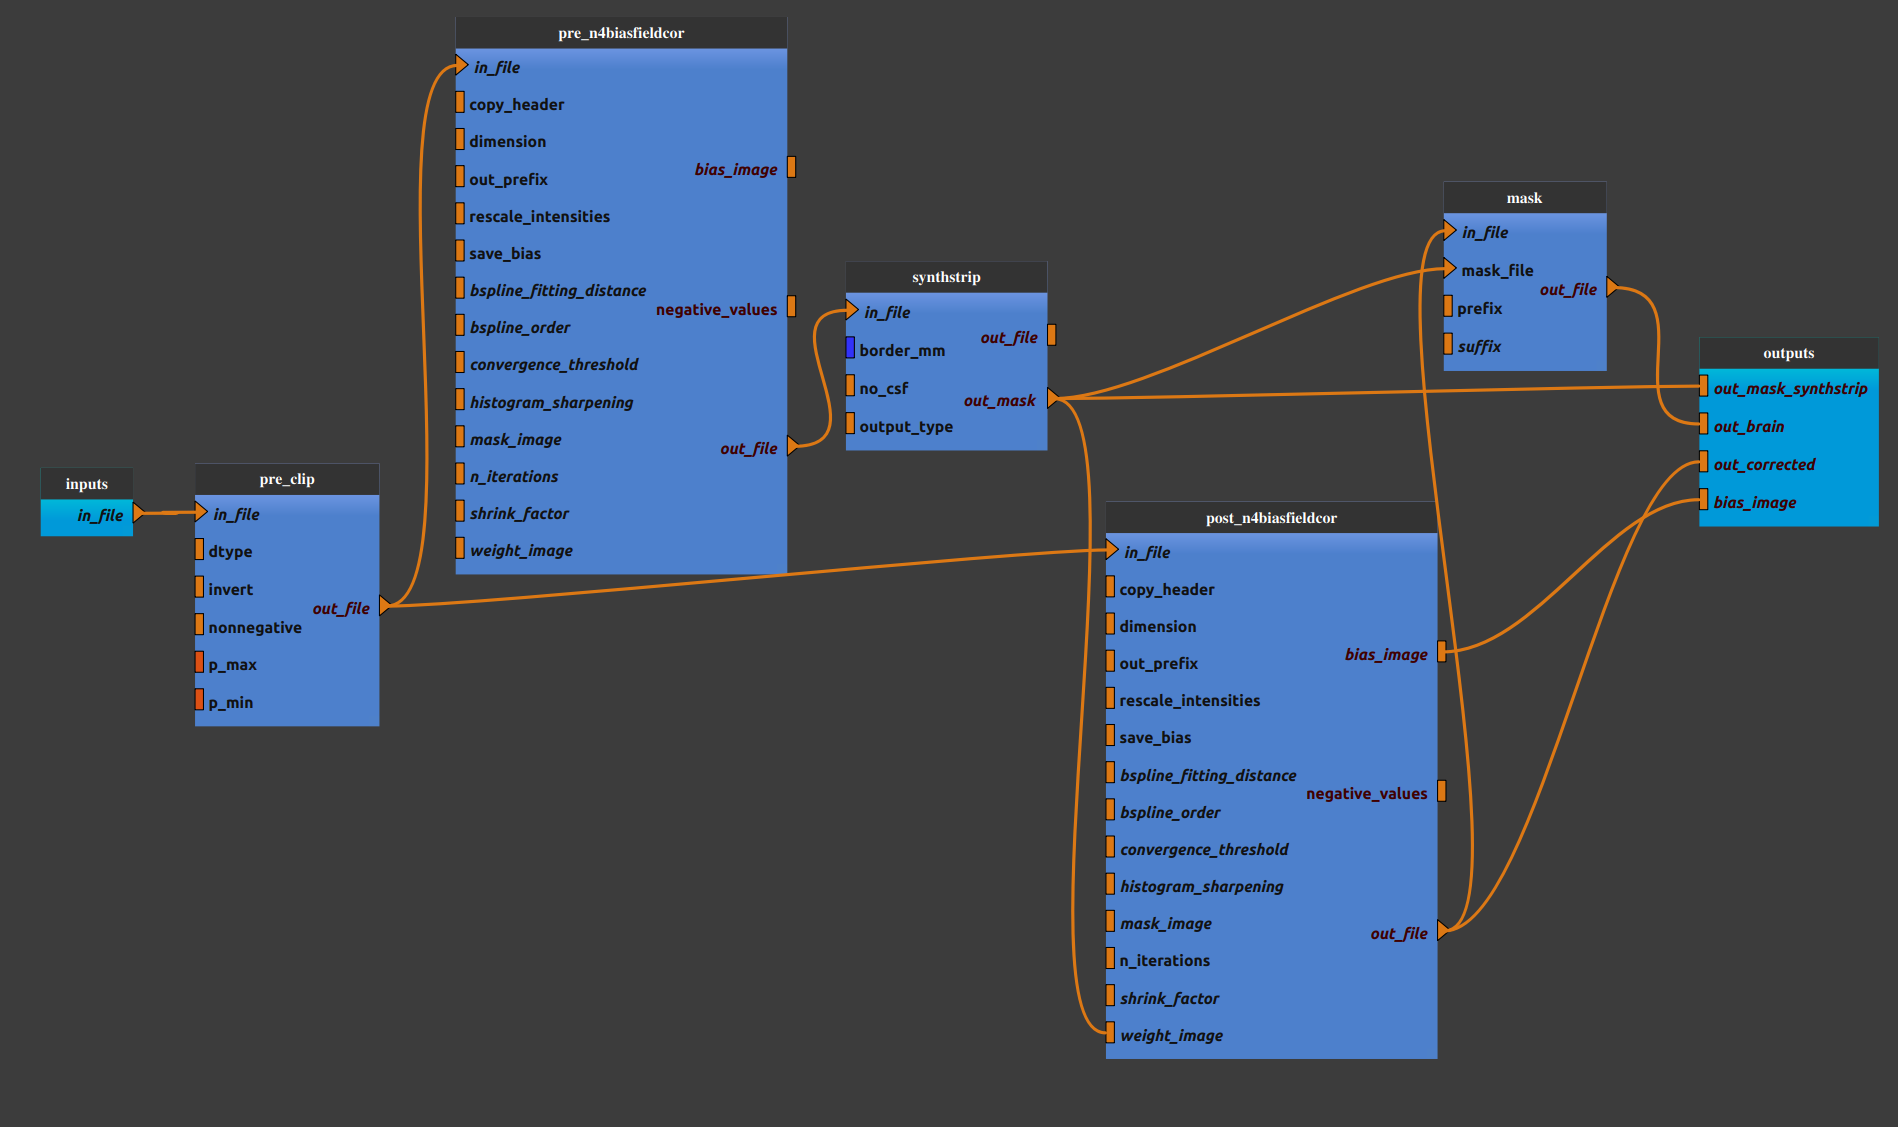 inputs
in_file
pre_clip
in_file
dtype
invert
nonnegative
p_max
p_min
out_file
pre_n4biasfieldcor
in_file
copy_header
dimension
out_prefix
rescale_intensities
save_bias
bspline_fitting_distance
bspline_order
convergence_threshold
histogram_sharpening
mask_image
n_iterations
shrink_factor
weight_image
bias_image
negative_values
out_file
synthstrip
in_file
border_mm
no_csf
output_type
out_file
out_mask
post_n4biasfieldcor
in_file
copy_header
dimension
out_prefix
rescale_intensities
save_bias
bspline_fitting_distance
bspline_order
convergence_threshold
histogram_sharpening
mask_image
n_iterations
shrink_factor
weight_image
bias_image
negative_values
out_file
mask
in_file
mask_file
prefix
suffix
out_file
outputs
out_mask_synthstrip
out_brain
out_corrected
bias_image